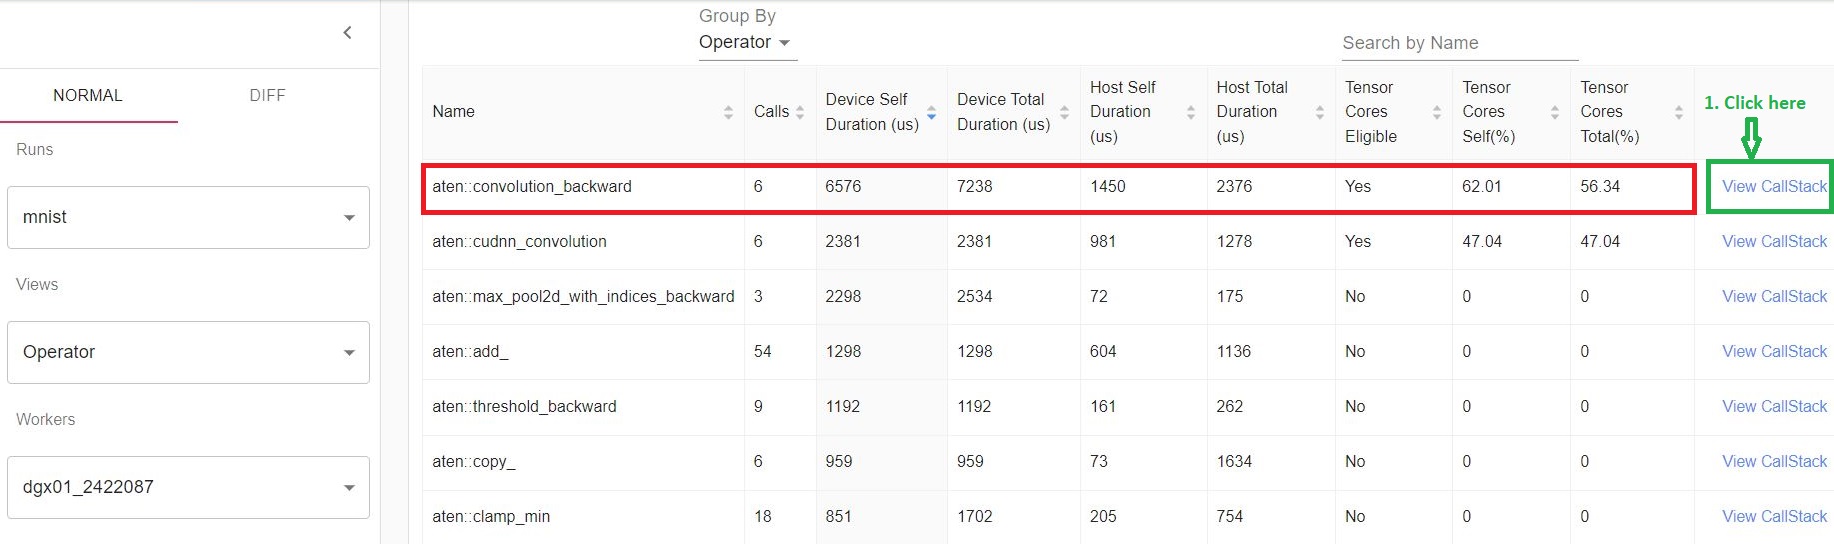 Group By
Operator
Search by Name
NORMAL DIFF
Runs
mnist
Views
Operator
Workers
dgx01_2422087
Name Calls Device Self Duration (us) Device Total Duration (us) Host Self Duration (us) Host Total Duration (us) Tensor Cores Eligible Tensor Cores Self(%) Tensor Cores Total(%)
1. Click here
aten::convolution_backward 6 6576 7238 1450 2376 Yes 62.01 56.34 View CallStack
aten::cudnn_convolution 6 2381 2381 981 1278 Yes 47.04 47.04 View CallStack
aten::max_pool2d_with_indices_backward 3 2298 2534 72 175 No 0 0 View CallStack
aten::add_ 54 1298 1298 604 1136 No 0 0 View CallStack
aten::threshold_backward 9 1192 1192 161 262 No 0 0 View CallStack
aten::copy_ 6 959 959 73 1634 No 0 0 View CallStack
aten::clamp_min 18 851 1702 205 754 No 0 0 View CallStack